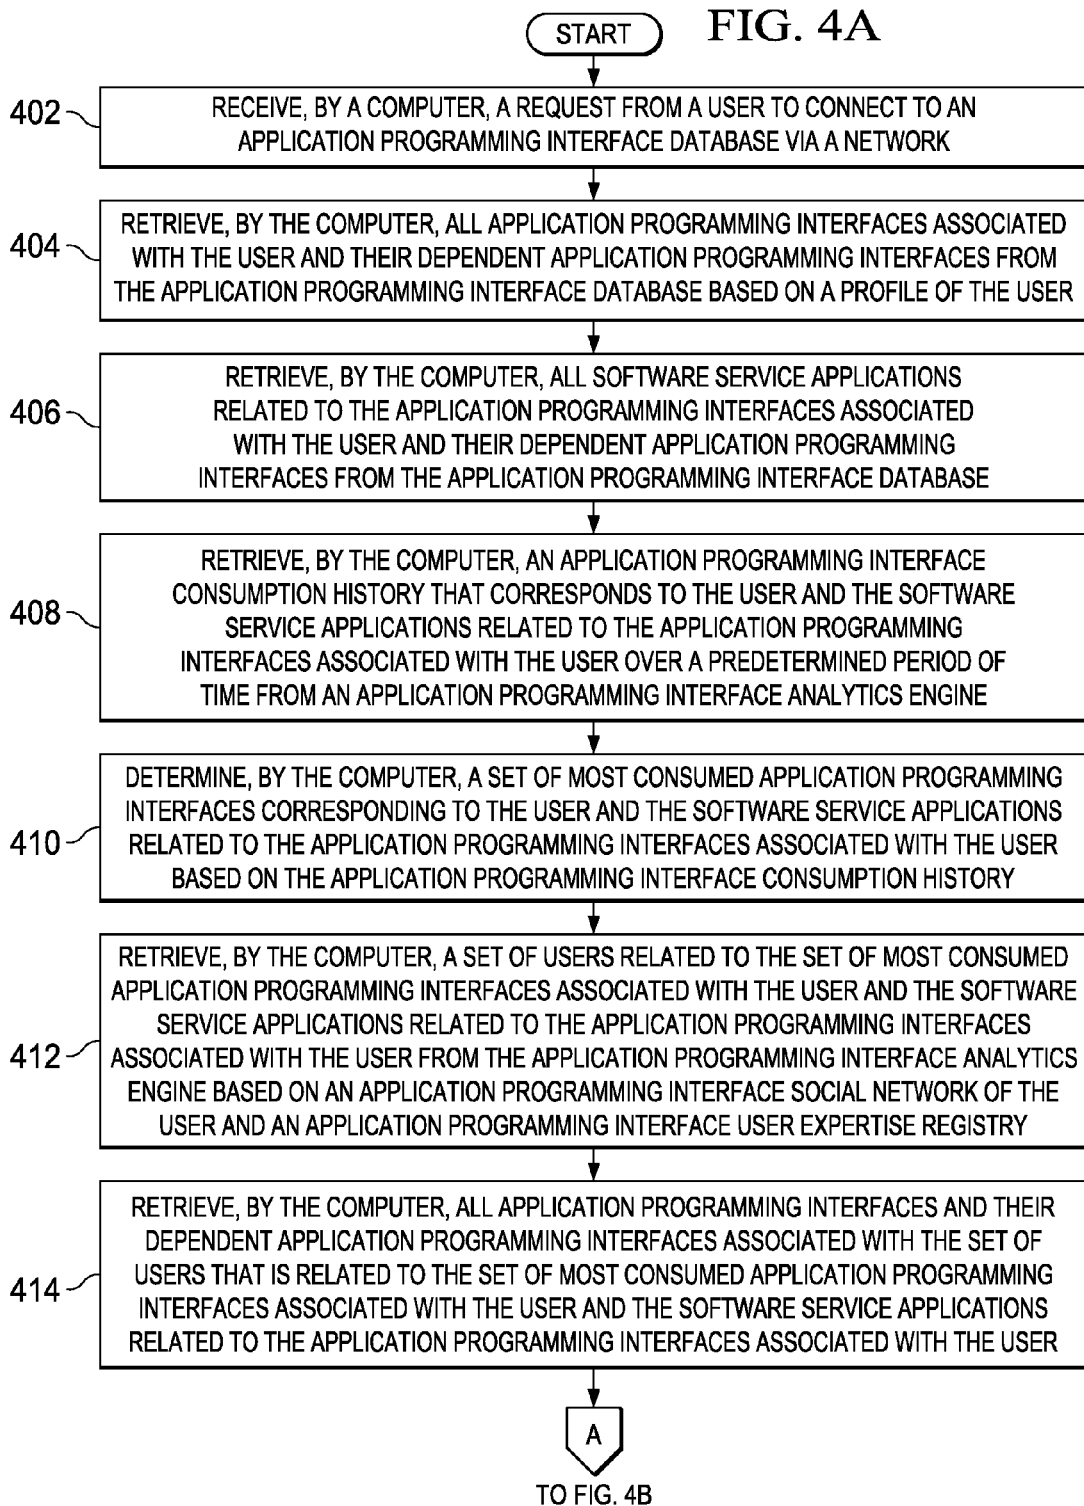 START
FIG. 4A
402
RECEIVE, BY A COMPUTER, A REQUEST FROM A USER TO CONNECT TO AN
APPLICATION PROGRAMMING INTERFACE DATABASE VIA A NETWORK
404
RETRIEVE, BY THE COMPUTER, ALL APPLICATION PROGRAMMING INTERFACES ASSOCIATED
WITH THE USER AND THEIR DEPENDENT APPLICATION PROGRAMMING INTERFACES FROM
THE APPLICATION PROGRAMMING INTERFACE DATABASE BASED ON A PROFILE OF THE USER
406
RETRIEVE, BY THE COMPUTER, ALL SOFTWARE SERVICE APPLICATIONS
RELATED TO THE APPLICATION PROGRAMMING INTERFACES ASSOCIATED
WITH THE USER AND THEIR DEPENDENT APPLICATION PROGRAMMING
INTERFACES FROM THE APPLICATION PROGRAMMING INTERFACE DATABASE
408
RETRIEVE, BY THE COMPUTER, AN APPLICATION PROGRAMMING INTERFACE
CONSUMPTION HISTORY THAT CORRESPONDS TO THE USER AND THE SOFTWARE
SERVICE APPLICATIONS RELATED TO THE APPLICATION PROGRAMMING
INTERFACES ASSOCIATED WITH THE USER OVER A PREDETERMINED PERIOD OF
TIME FROM AN APPLICATION PROGRAMMING INTERFACE ANALYTICS ENGINE
410
DETERMINE, BY THE COMPUTER, A SET OF MOST CONSUMED APPLICATION PROGRAMMING
INTERFACES CORRESPONDING TO THE USER AND THE SOFTWARE SERVICE APPLICATIONS
RELATED TO THE APPLICATION PROGRAMMING INTERFACES ASSOCIATED WITH THE USER
BASED ON THE APPLICATION PROGRAMMING INTERFACE CONSUMPTION HISTORY
412
RETRIEVE, BY THE COMPUTER, A SET OF USERS RELATED TO THE SET OF MOST CONSUMED
APPLICATION PROGRAMMING INTERFACES ASSOCIATED WITH THE USER AND THE SOFTWARE
SERVICE APPLICATIONS RELATED TO THE APPLICATION PROGRAMMING INTERFACES
ASSOCIATED WITH THE USER FROM THE APPLICATION PROGRAMMING INTERFACE ANALYTICS
ENGINE BASED ON AN APPLICATION PROGRAMMING INTERFACE SOCIAL NETWORK OF THE
USER AND AN APPLICATION PROGRAMMING INTERFACE USER EXPERTISE REGISTRY
414
RETRIEVE, BY THE COMPUTER, ALL APPLICATION PROGRAMMING INTERFACES AND THEIR
DEPENDENT APPLICATION PROGRAMMING INTERFACES ASSOCIATED WITH THE SET OF
USERS THAT IS RELATED TO THE SET OF MOST CONSUMED APPLICATION PROGRAMMING
INTERFACES ASSOCIATED WITH THE USER AND THE SOFTWARE SERVICE APPLICATIONS
RELATED TO THE APPLICATION PROGRAMMING INTERFACES ASSOCIATED WITH THE USER
A
TO FIG. 4B